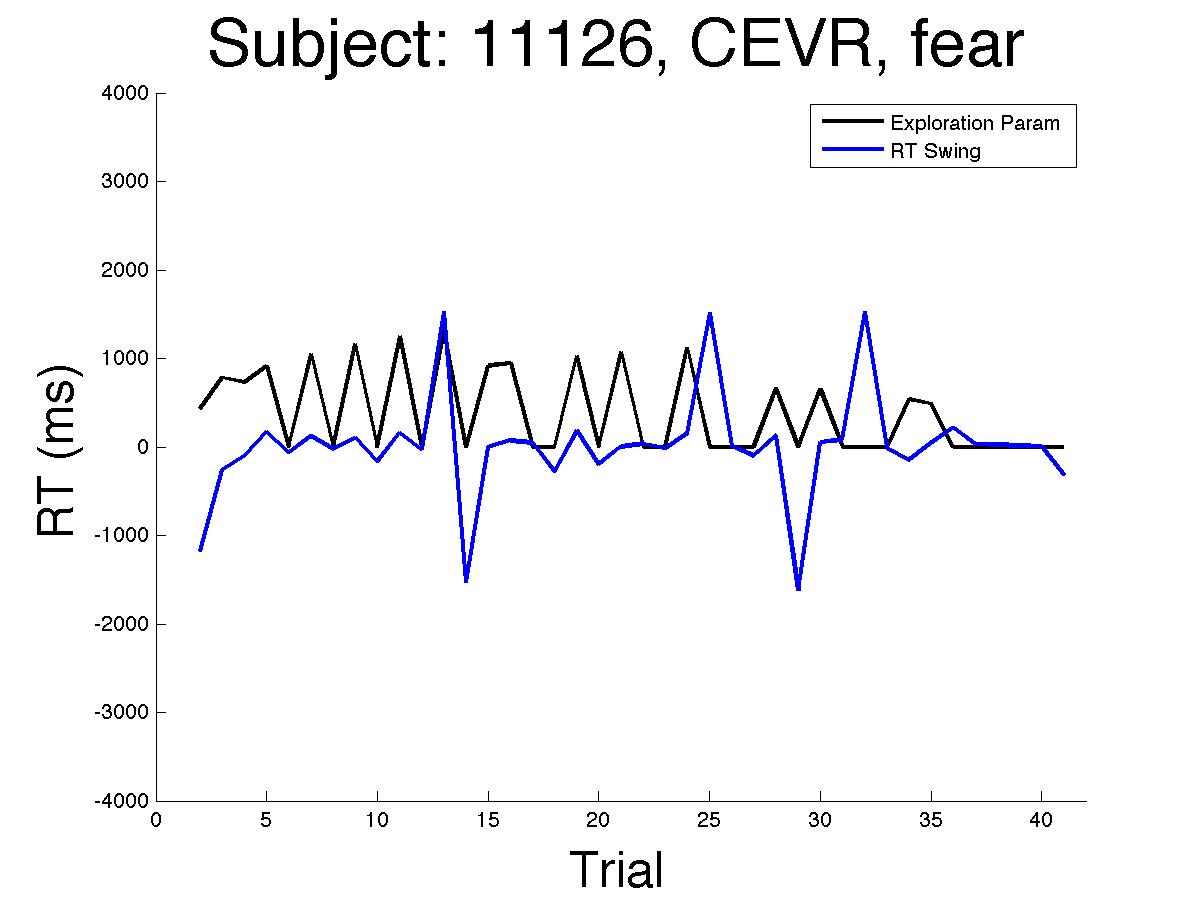 Subject: 11126, CEVR, fear
Exploration Param
RT Swing
4000
3000
2000
1000
0
-1000
-2000
-3000
-4000
RT (ms)
0 5 10 15 20 25 30 35 40
Trial